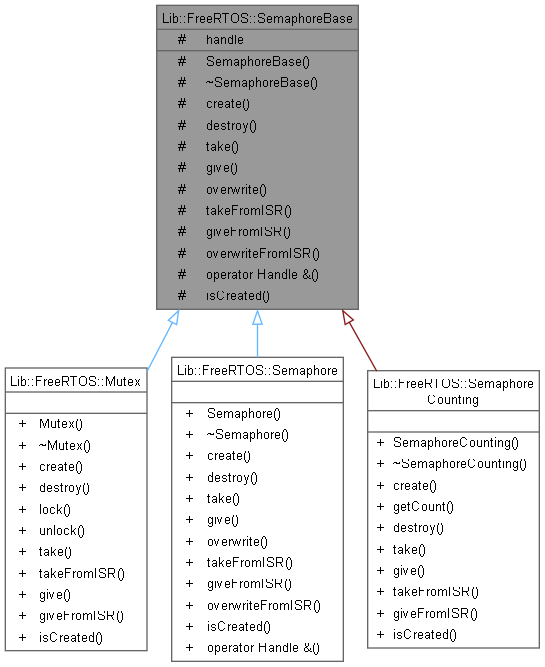 Lib::FreeRTOS::SemaphoreBase
# handle
# SemaphoreBase()
# ~SemaphoreBase()
# create()
# destroy()
# take()
# give()
# overwrite()
# takeFromISR()
# giveFromISR()
# overwriteFromISR()
# operator Handle &()
# isCreated()
Lib::FreeRTOS::Mutex
+ Mutex()
+ ~Mutex()
+ create()
+ destroy()
+ lock()
+ unlock()
+ take()
+ takeFromISR()
+ give()
+ giveFromISR()
+ isCreated()
Lib::FreeRTOS::Semaphore
+ Semaphore()
+ ~Semaphore()
+ create()
+ destroy()
+ take()
+ give()
+ overwrite()
+ takeFromISR()
+ giveFromISR()
+ overwriteFromISR()
+ isCreated()
+ operator Handle &()
Lib::FreeRTOS::Semaphore
Counting
+ SemaphoreCounting()
+ ~SemaphoreCounting()
+ create()
+ getCount()
+ destroy()
+ take()
+ give()
+ takeFromISR()
+ giveFromISR()
+ isCreated()